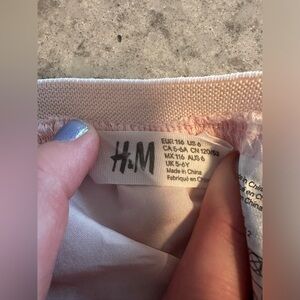 H&M
EUR 116 US 6
CA 5-6A CN 120/
MX 116 AUS 6
UK 5-6Y
Made in China
Fabriqué en Chine